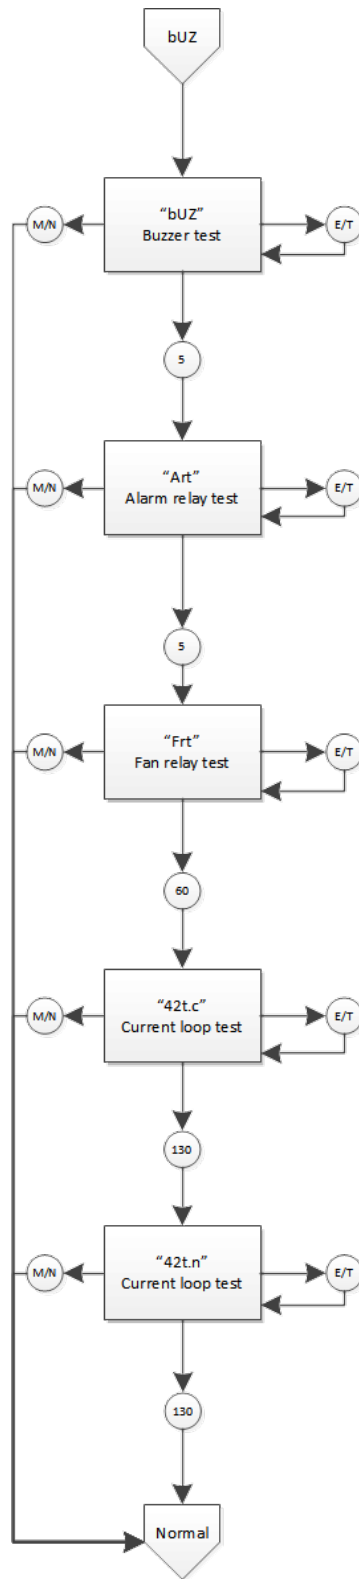 bUZ
M/N
“bUZ”
Buzzer test
E/T
5
M/N
“Art”
Alarm relay test
E/T
5
M/N
“Frt”
Fan relay test
E/T
60
M/N
“42t.c”
Current loop test
E/T
130
M/N
“42t.n”
Current loop test
E/T
130
Normal